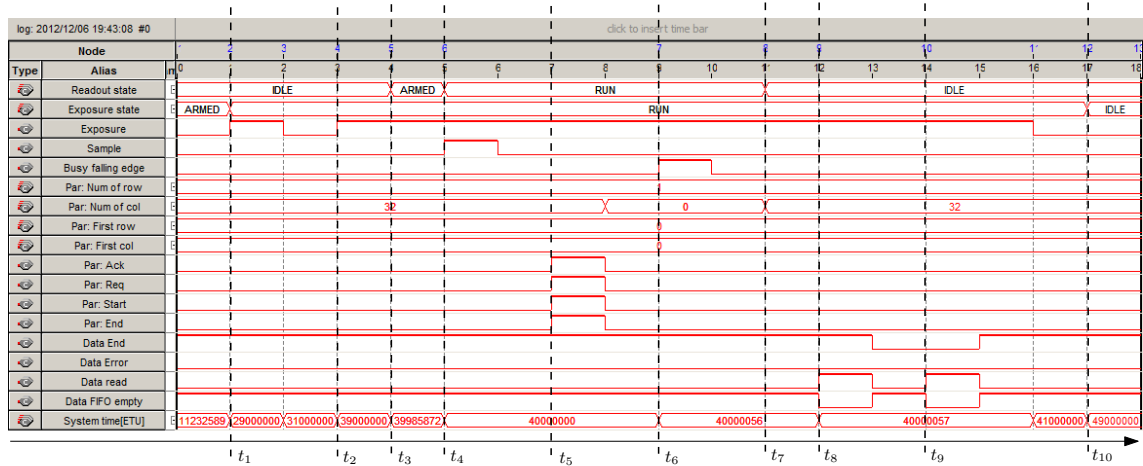 log: 2012/12/06 19:43:08 #0 click to insert time bar
Node 2 3 4 5 6 7 8 9 10 11 12 13
Type Alias 0 2 3 4 5 6 7 8 9 10 11 12 13 14 15 16 17 18
Readout state IDLE ARMED RUN IDLE
Exposure state ARMED RUN IDLE
Exposure
Sample
Busy falling edge
Par: Num of row
Par: Num of col 32 0 32
Par: First row 0
Par: First col 0
Par: Ack
Par: Req
Par: Start
Par: End
Data End
Data Error
Data read
Data FIFO empty
System time[ETU] 11232589 29000000 31000000 39000000 39985872 40000000 40000056 40000057 41000000 49000000
t1 t2 t3 t4 t5 t6 t7 t8 t9 t10